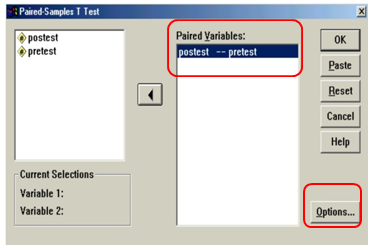 Paired-Samples T Test
postest
pretest
Paired Variables:
postest -- pretest
OK
Paste
Reset
Cancel
Help
Current Selections
Variable 1:
Variable 2:
Options...